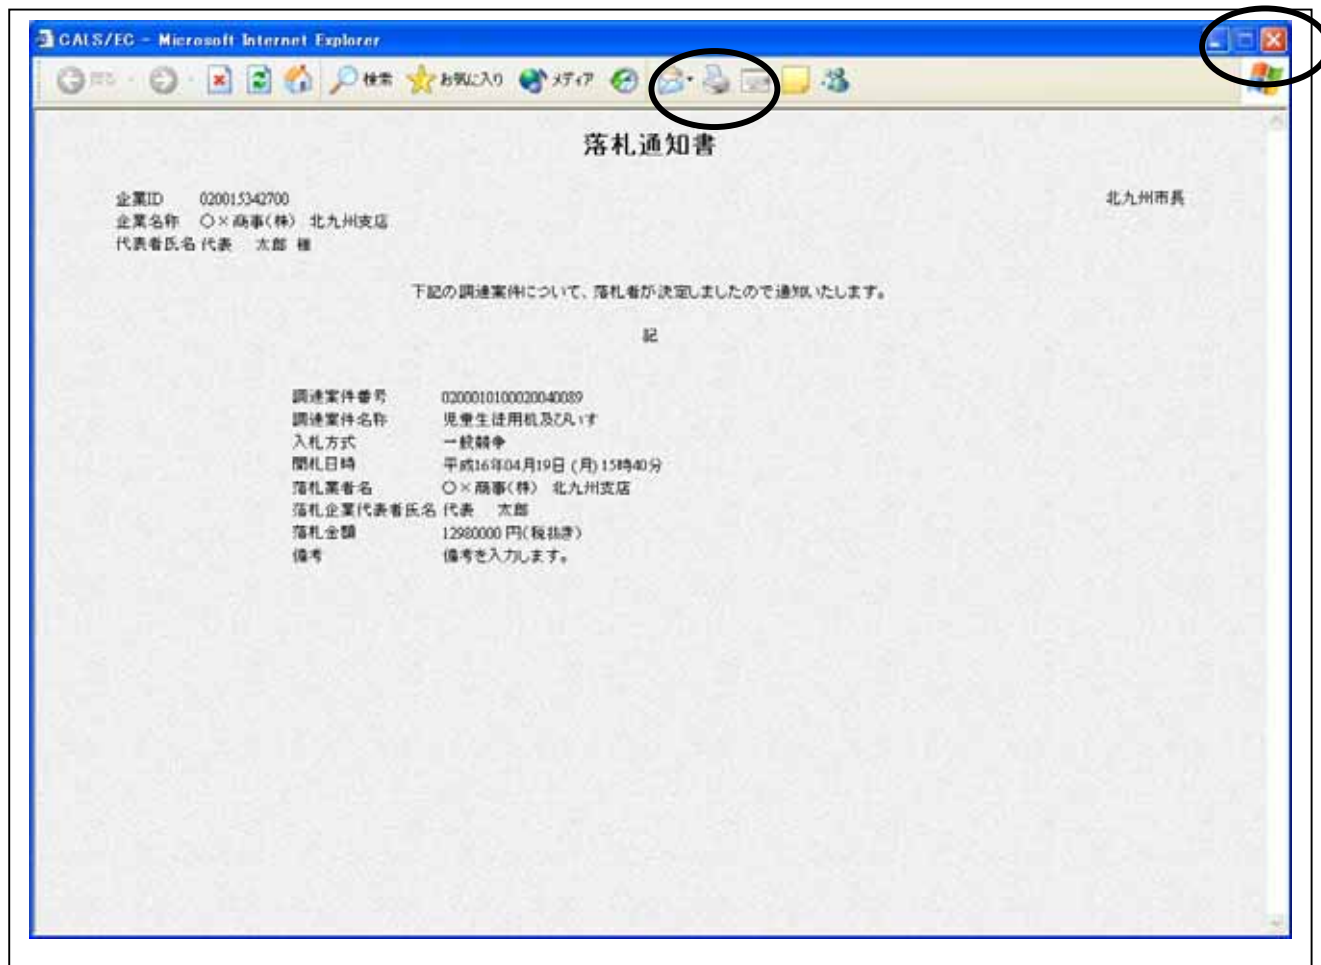 CALS/EC - Microsoft Internet Explorer
戻る 検索 お気に入り メディア
落札通知書
企業ID 020015342700 北九州市長
企業名称 〇×商事(株) 北九州支店
代表者氏名 代表 太郎 様
下記の調達案件について、落札者が決定しましたので通知いたします。
記
調達案件番号 0200010100020040089
調達案件名称 児童生徒用机及びいす
入札方式 一般競争
開札日時 平成16年04月19日 (月) 15時40分
落札業者名 〇×商事(株) 北九州支店
落札企業代表者氏名 代表 太郎
落札金額 12980000 円(税抜き)
備考 備考を入力します。